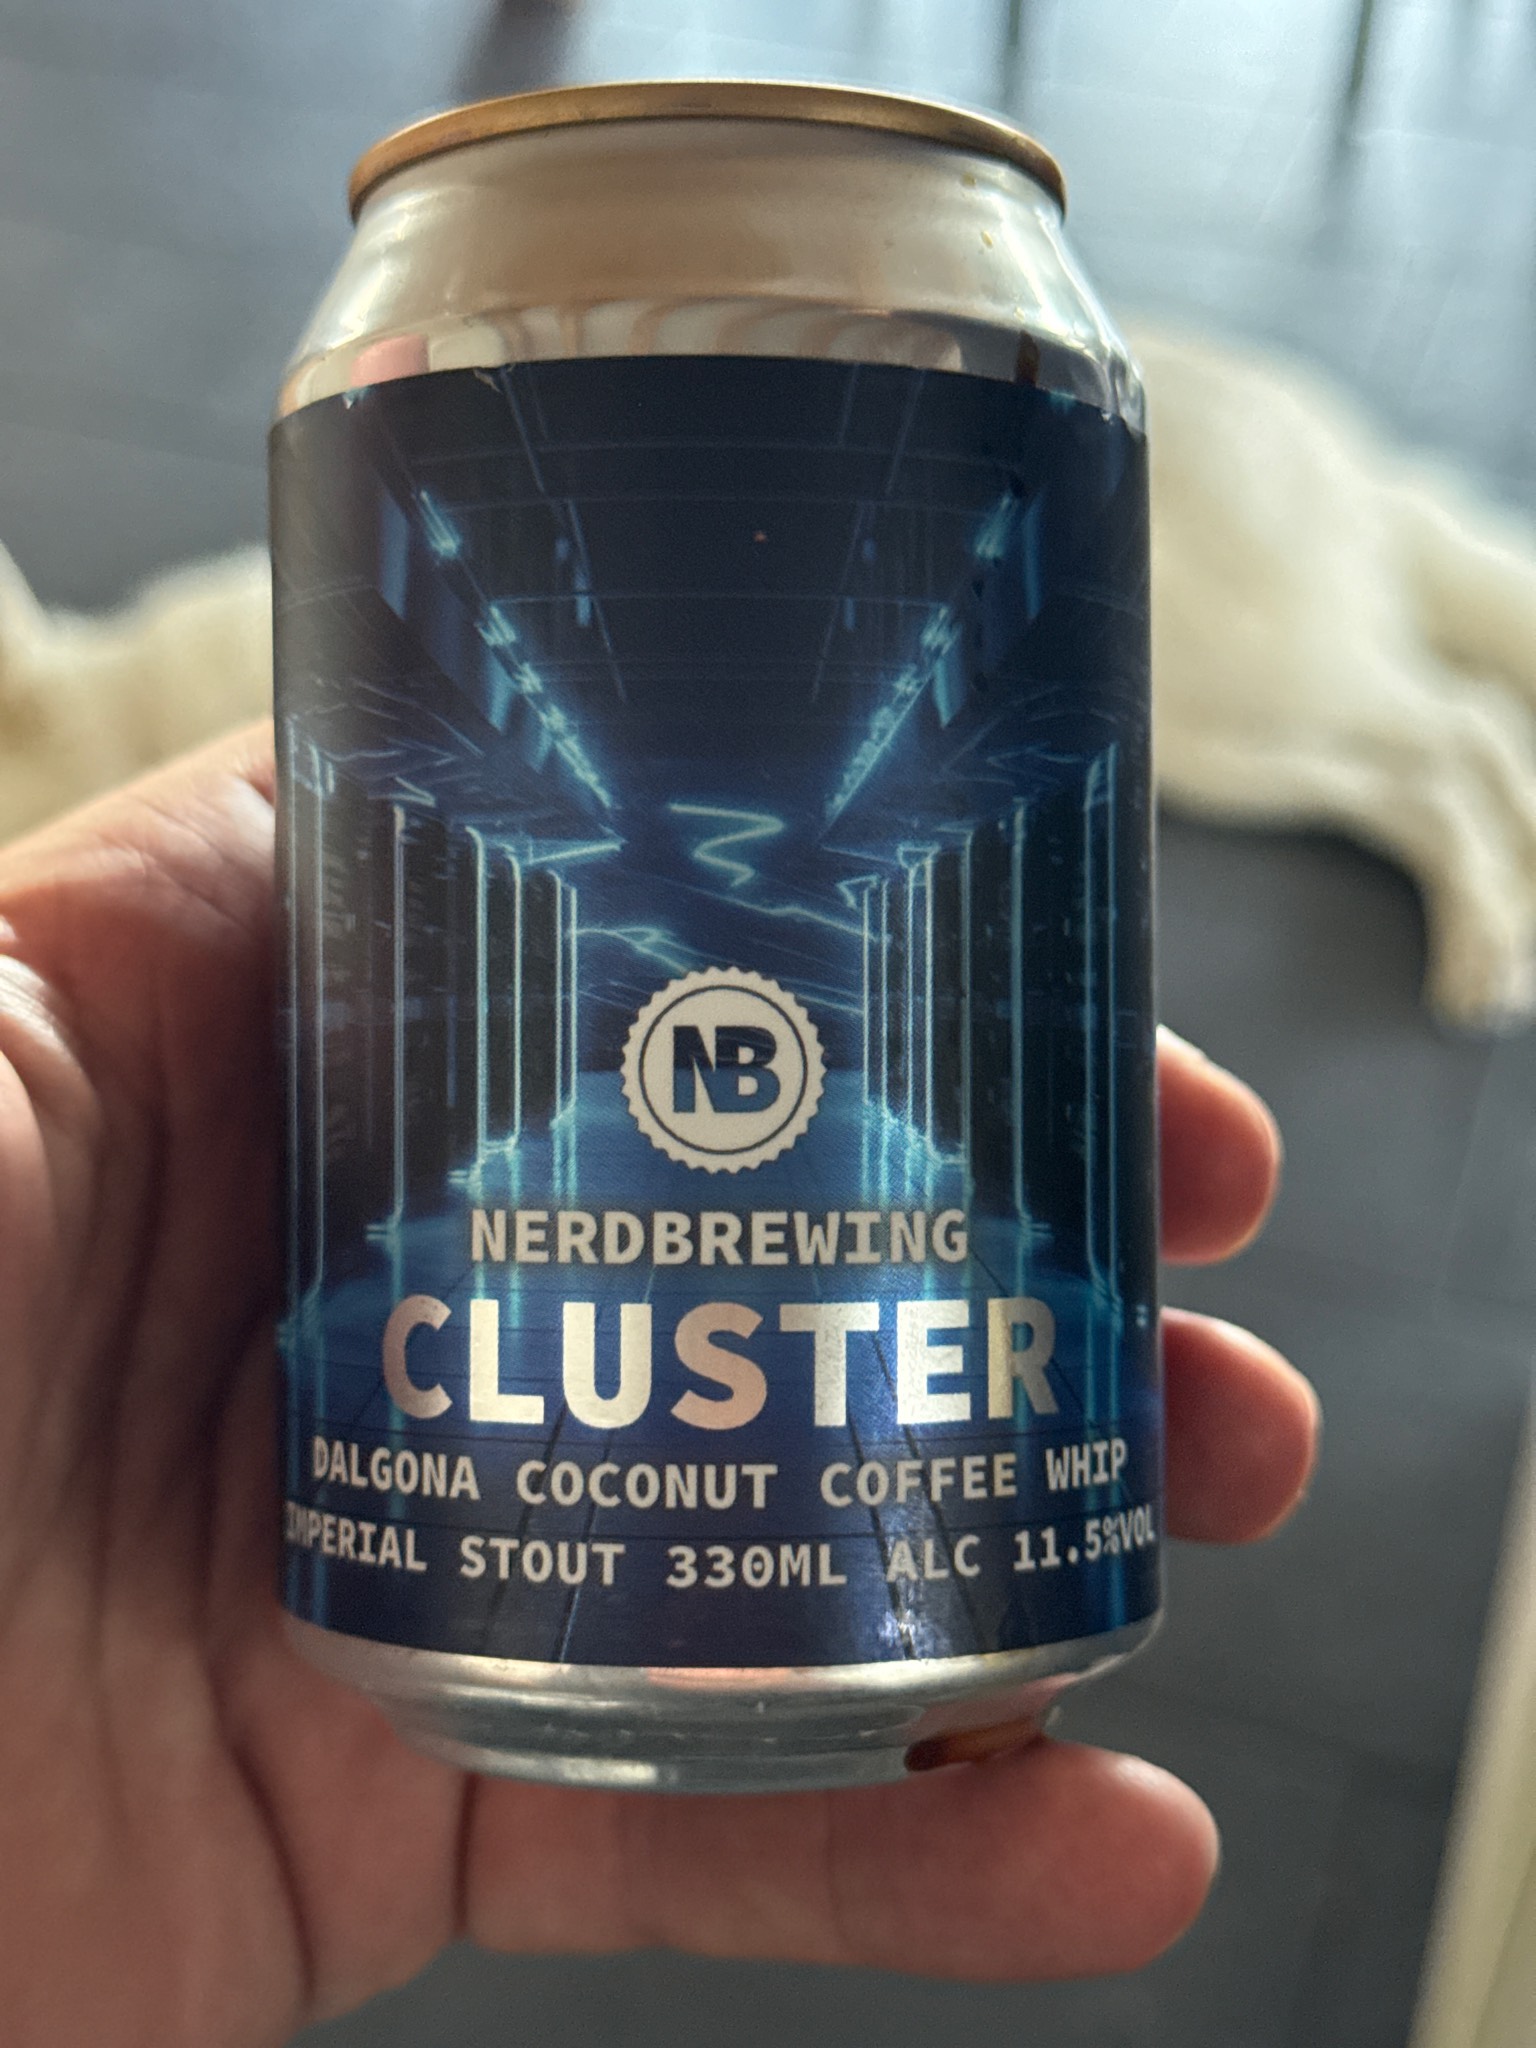 NB
NERDBREWING
CLUSTER
DALGONA COCONUT COFFEE WHIP
IMPERIAL STOUT 330ML ALC 11.5%VOL